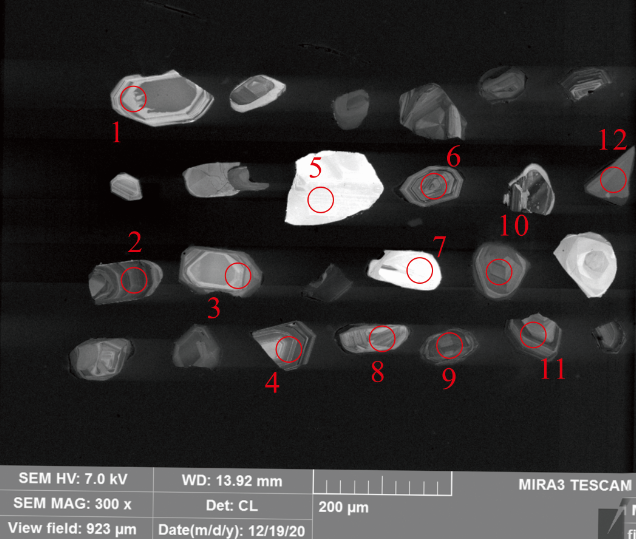 12
5
6
1
10
2
7
3
4
8
9
11
SEM HV: 7.0 kV
WD: 13.92 mm
MIRA3 TESCAN
SEM MAG: 300 x
Det: CL
200 µm
View field: 923 µm
Date(m/d/y): 12/19/20
fi